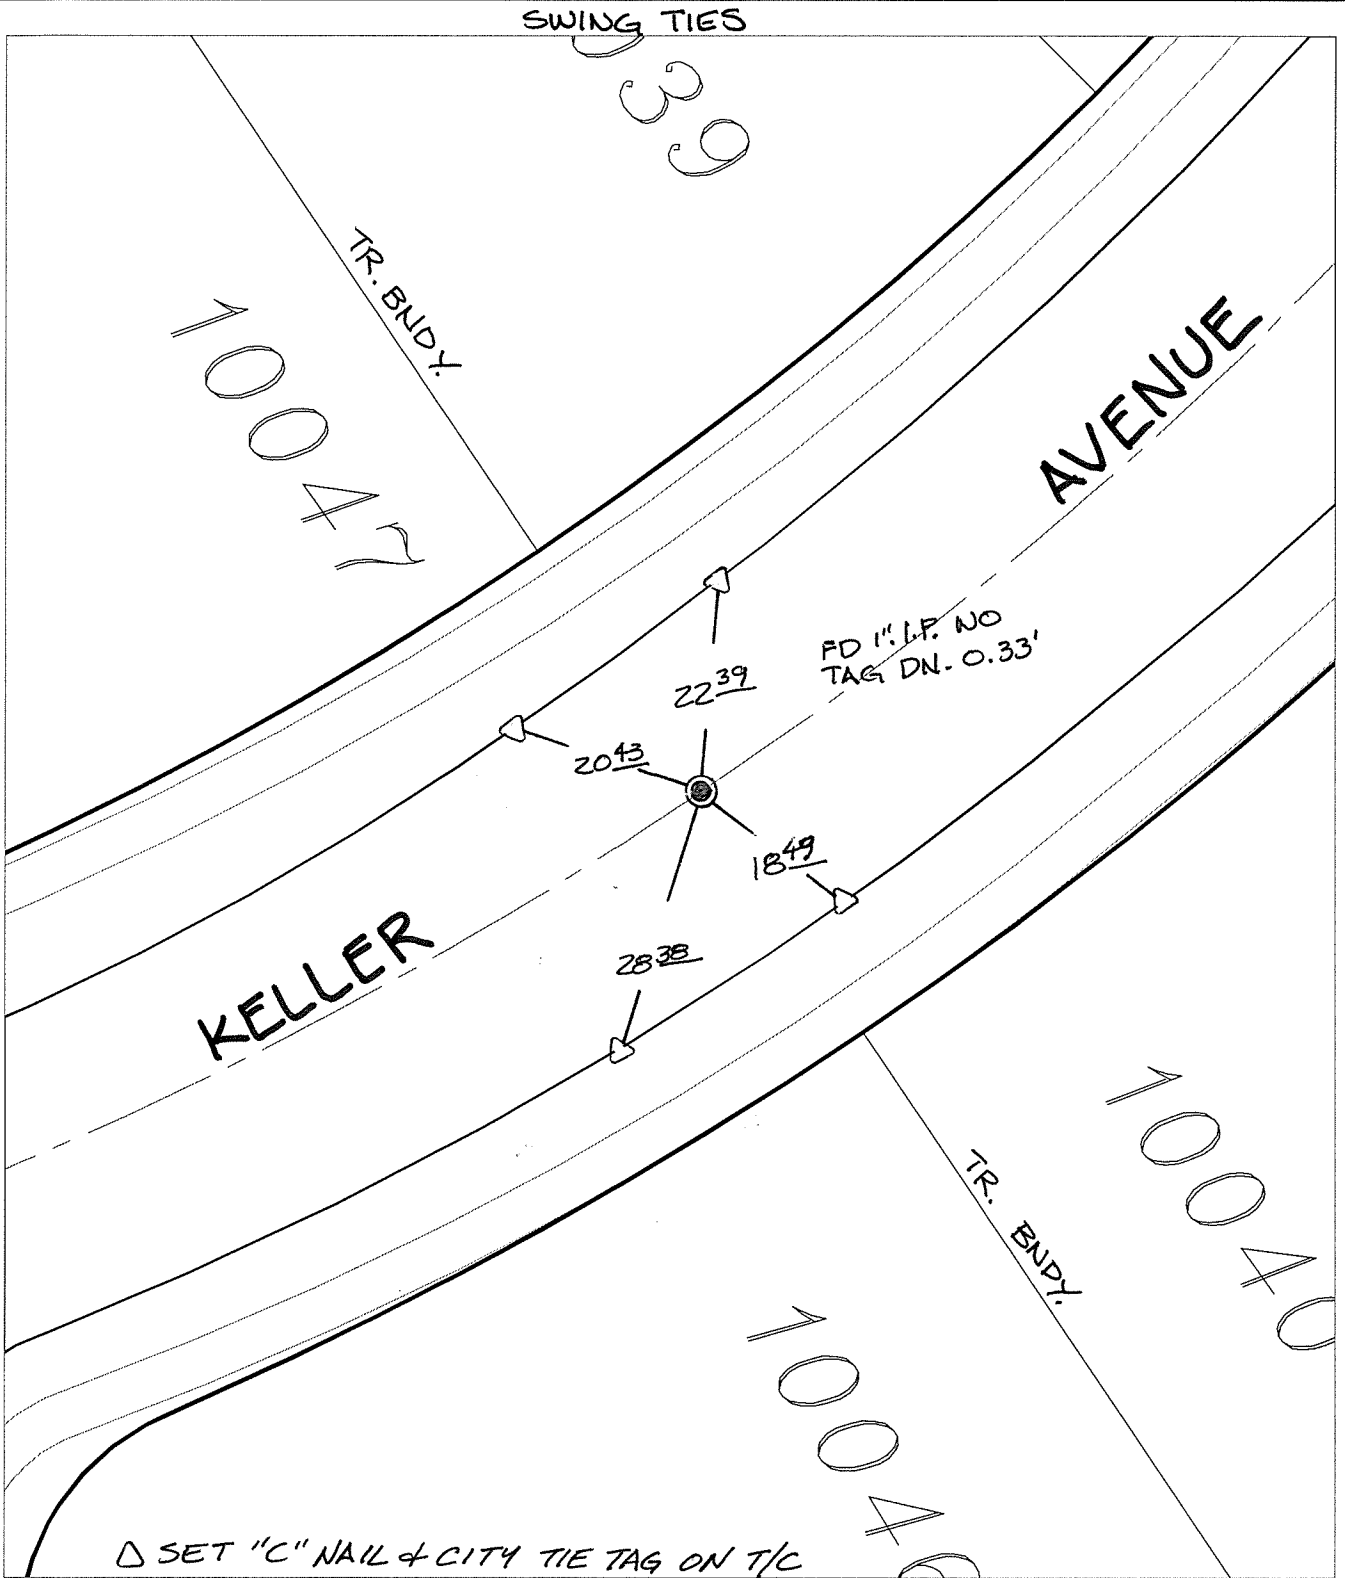 SWING TIES
039
TR. BNDY.
10047
AVENUE
FD 1". I.P. NO
TAG DN. 0.33'
22 39
20 43
18 49
28 38
KELLER
TR. BNDY.
10040
10046
△ SET "C" NAIL & CITY TIE TAG ON T/C